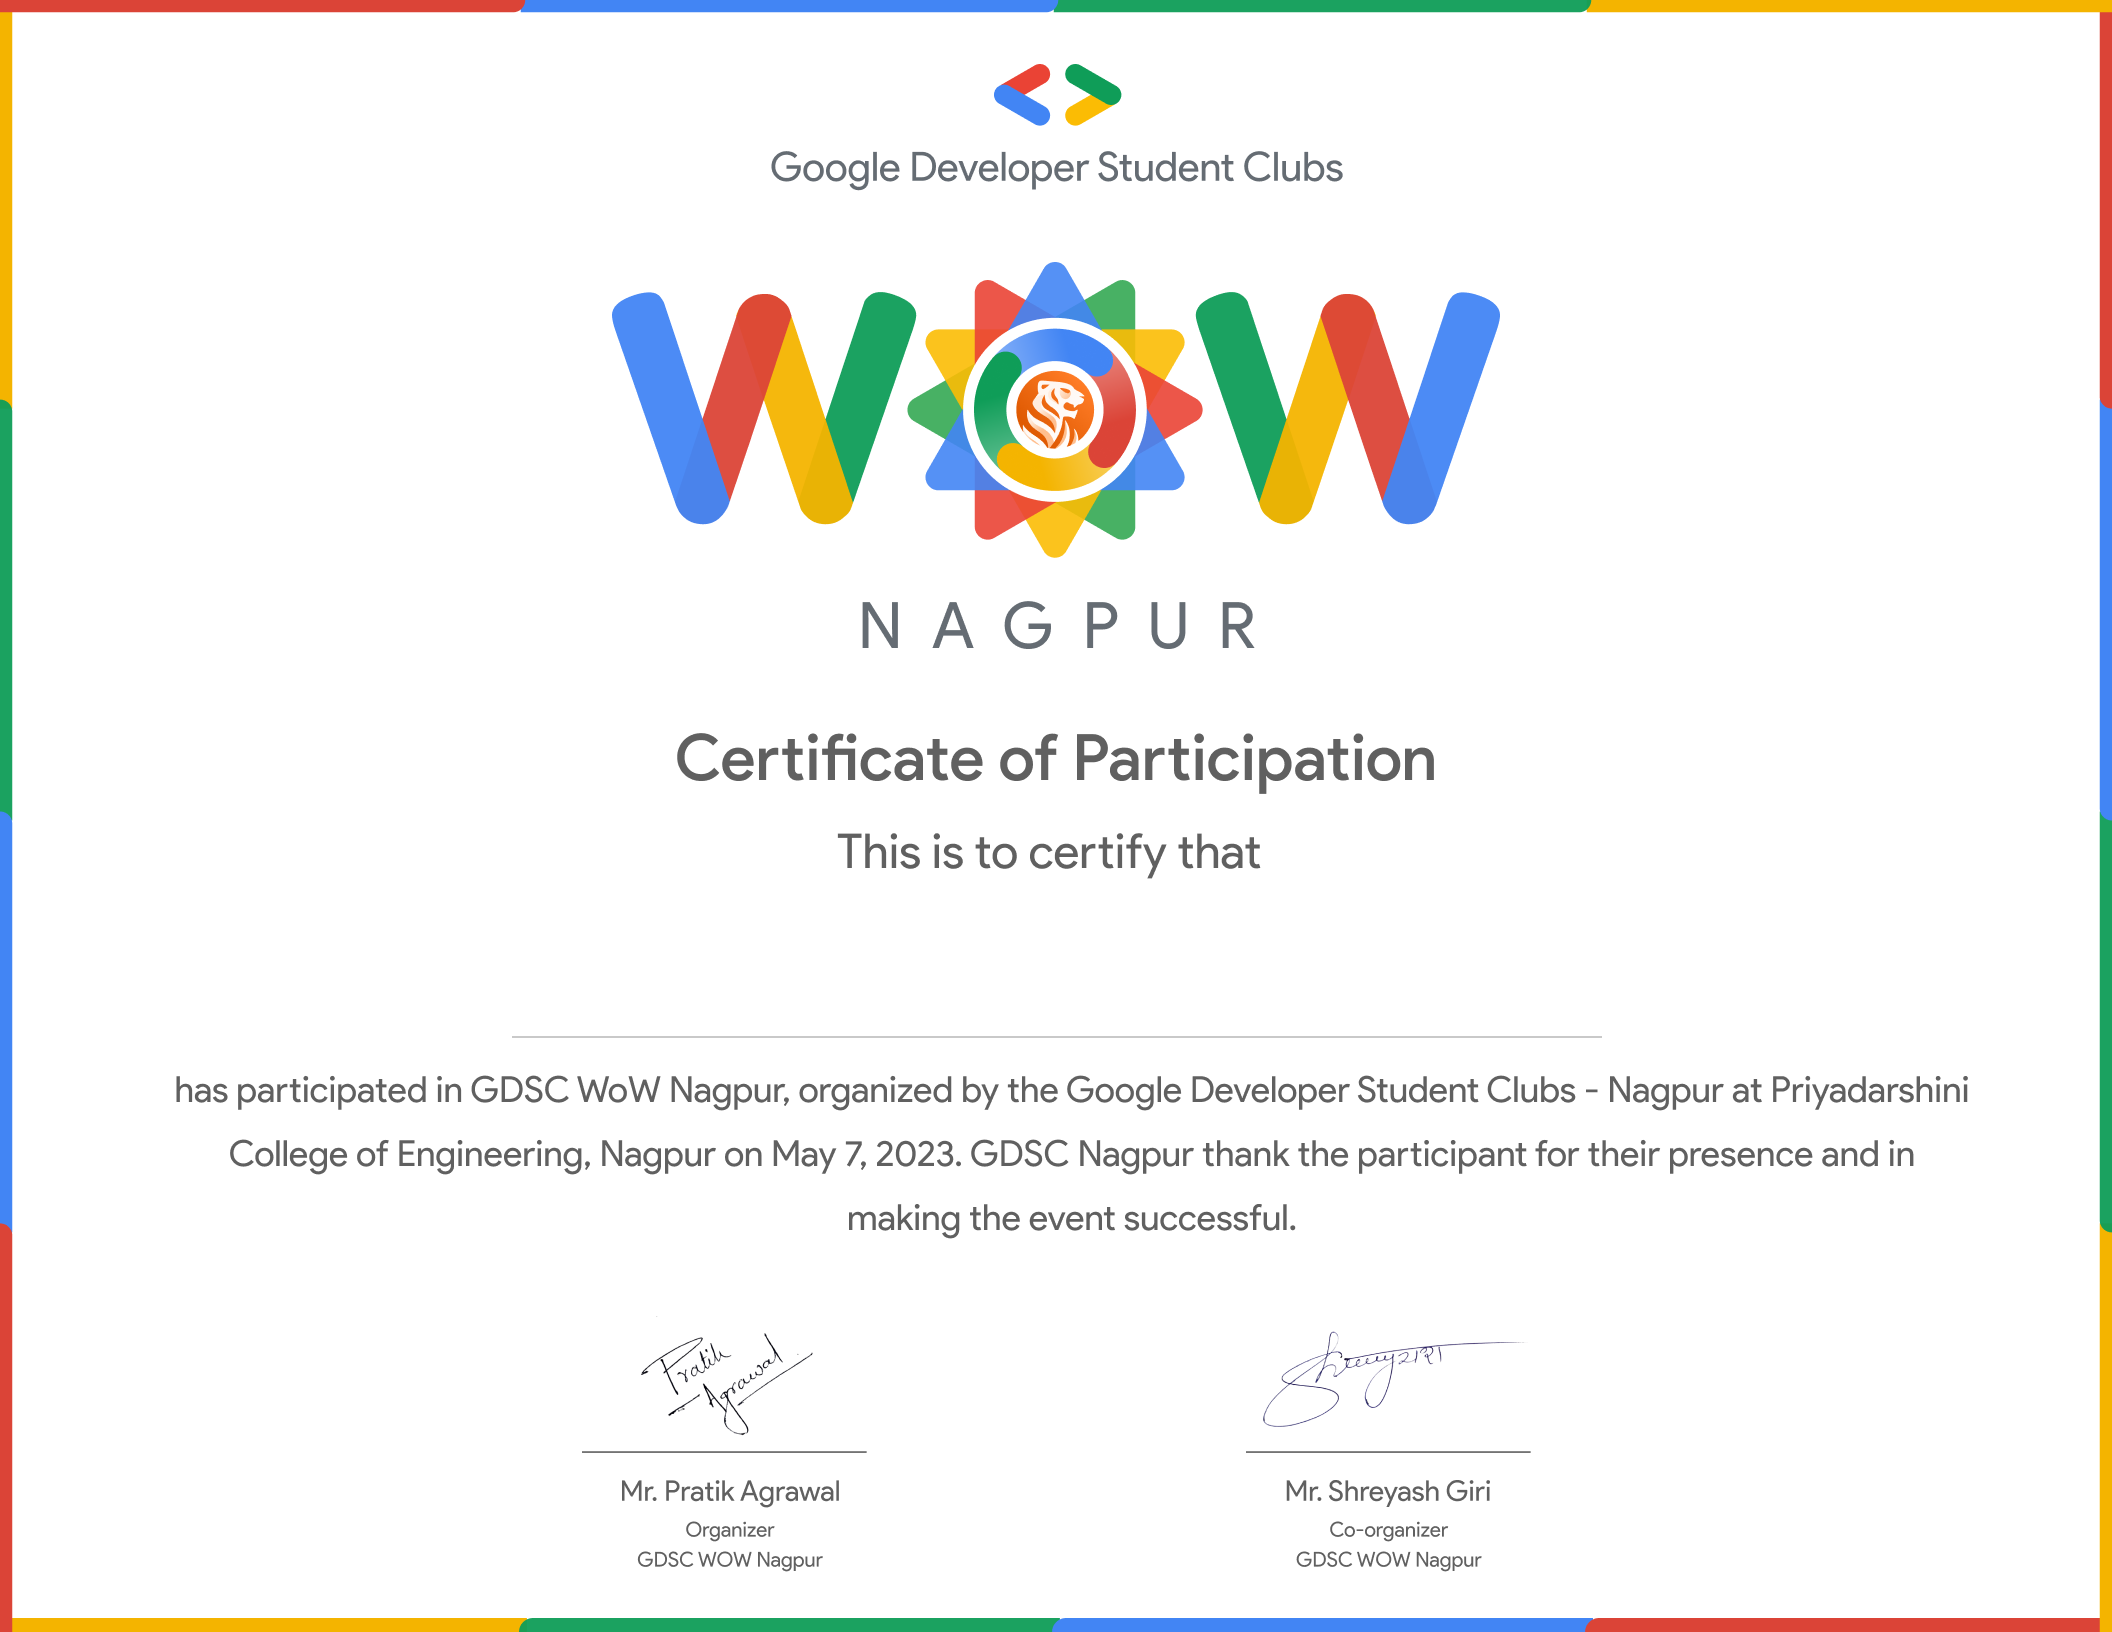 Google Developer Student Clubs
WOW
NAGPUR
Certificate of Participation
This is to certify that
has participated in GDSC WoW Nagpur, organized by the Google Developer Student Clubs - Nagpur at Priyadarshini
College of Engineering, Nagpur on May 7, 2023. GDSC Nagpur thank the participant for their presence and in
making the event successful.
Pratik
Agrawal
Mr. Pratik Agrawal
Organizer
GDSC WOW Nagpur
Mr. Shreyash Giri
Co-organizer
GDSC WOW Nagpur